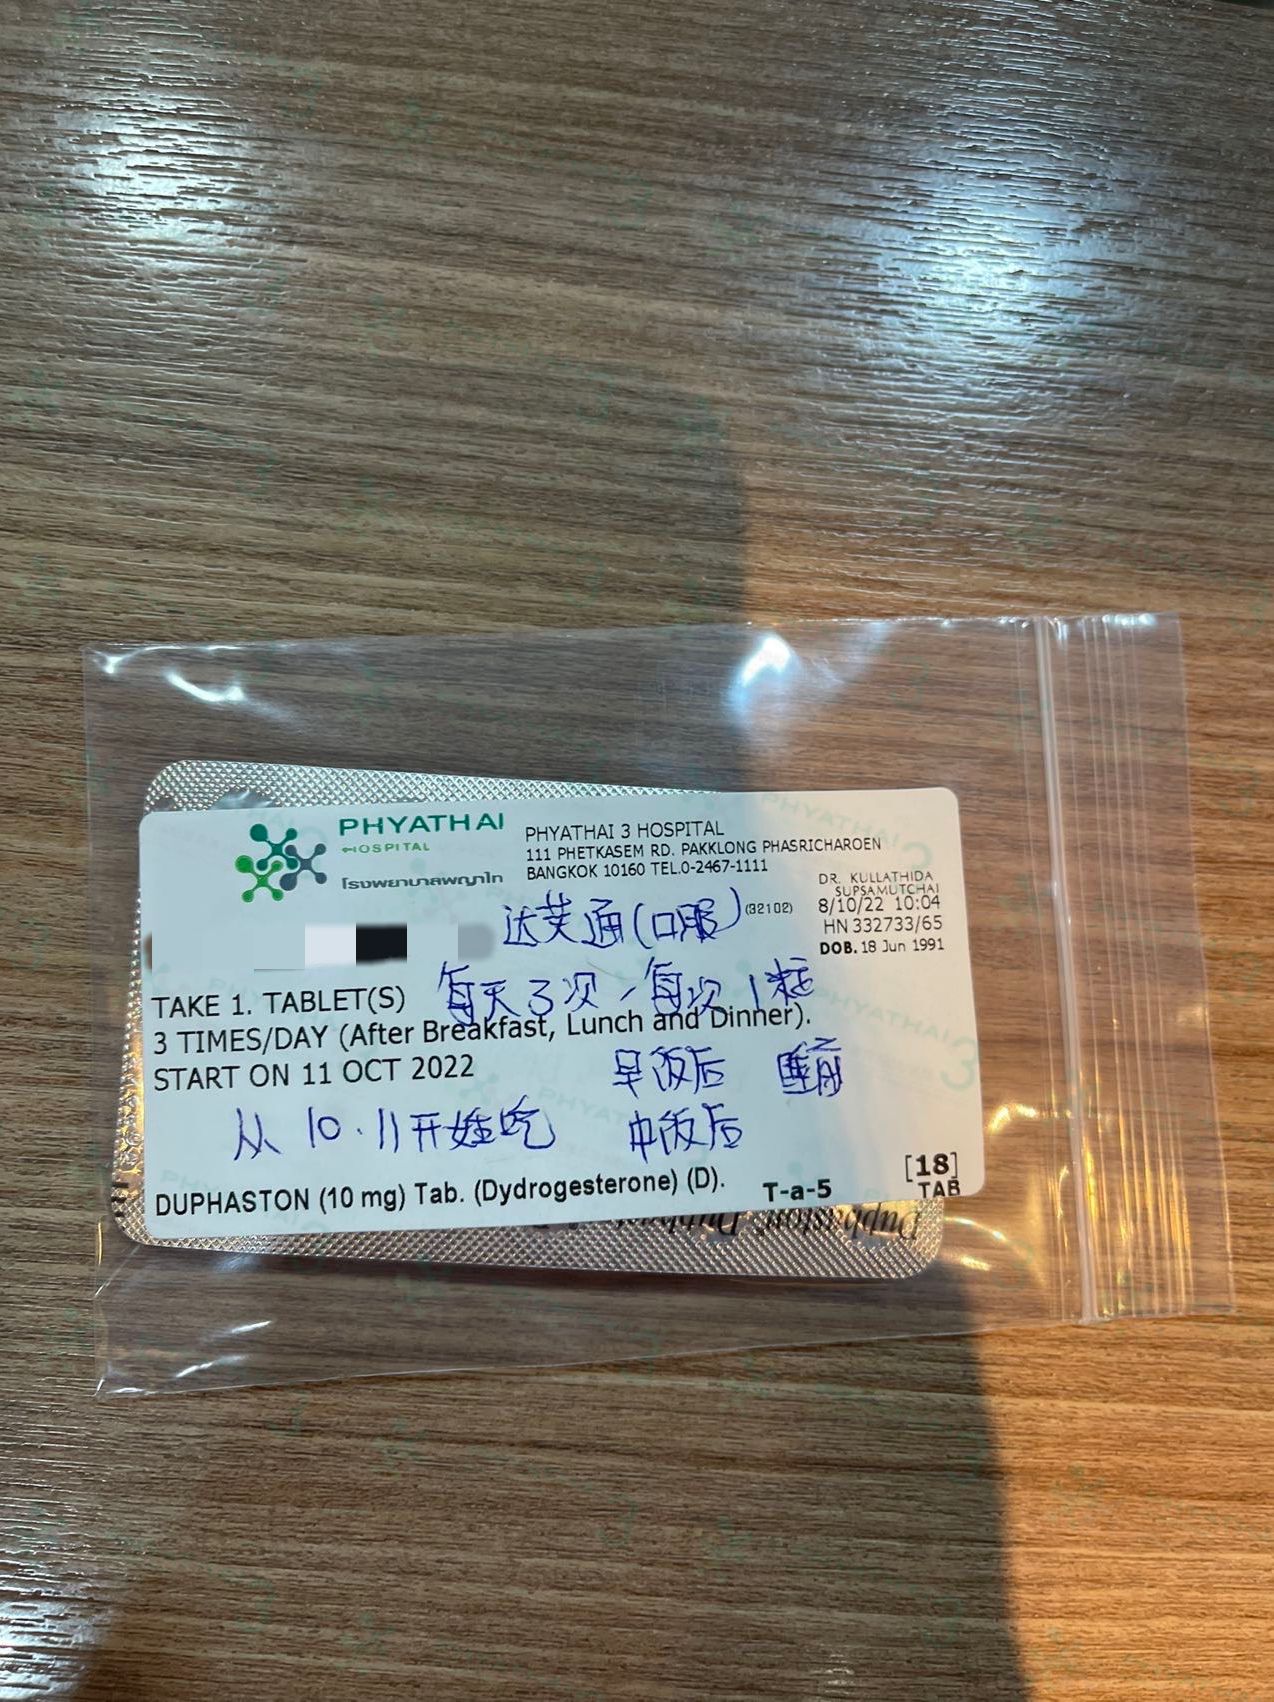 PHYATHAI
HOSPITAL
โรงพยาบาลพญาไท
PHYATHAI 3 HOSPITAL
111 PHETKASEM RD. PAKKLONG PHASRICHAROEN
BANGKOK 10160 TEL.0-2467-1111
DR. KULLATHIDA
SUPSAMUTCHAI
8/10/22 10:04
HN 332733/65
DOB. 18 Jun 1991
达芙通(口服) (32102)
每天3次,每次1粒
TAKE 1. TABLET(S)
3 TIMES/DAY (After Breakfast, Lunch and Dinner).
START ON 11 OCT 2022
早饭后 睡前
从10.11开始吃 中饭后
DUPHASTON (10 mg) Tab. (Dydrogesterone) (D). T-a-5
[18]
TAB
Duphaston® Duphaston